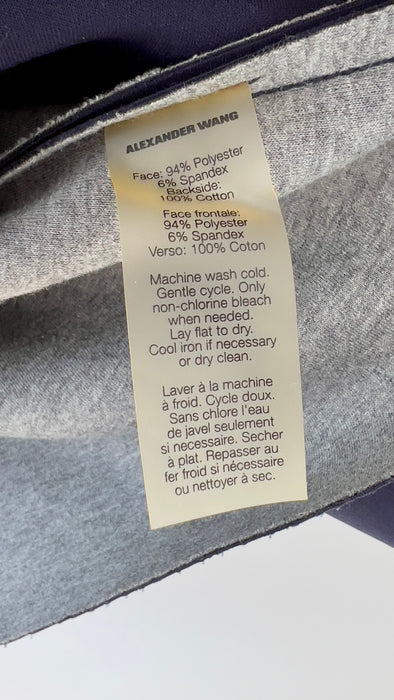 ALEXANDER WANG
Face: 94% Polyester
6% Spandex
Backside:
100% Cotton
Face frontale:
94% Polyester
6% Spandex
Verso: 100% Coton
Machine wash cold.
Gentle cycle. Only
non-chlorine bleach
when needed.
Lay flat to dry.
Cool iron if necessary
or dry clean.
Laver à la machine
à froid. Cycle doux.
Sans chlore l'eau
de javel seulement
si necessaire. Secher
à plat. Repasser au
fer froid si nécessaire
ou nettoyer à sec.